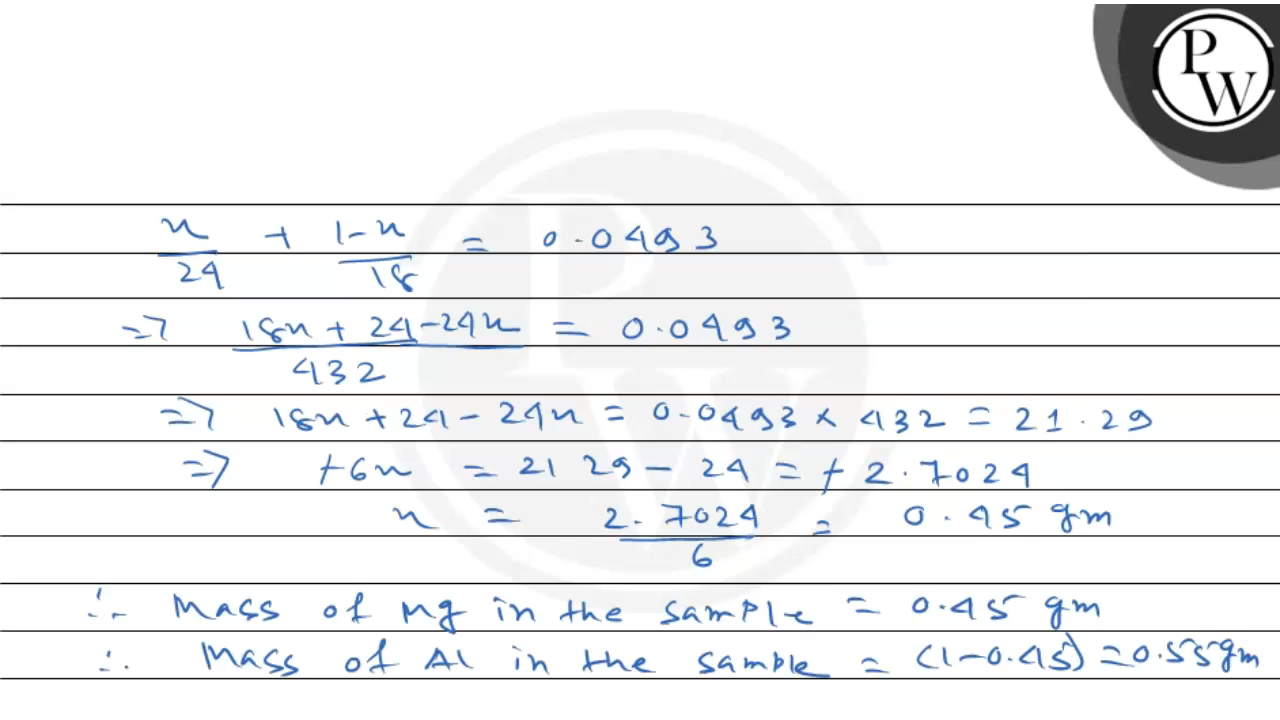 PW
x/24 + 1-x/18 = 0.0493
=> 18x + 24-24x/432 = 0.0493
=> 18x + 24 - 24x = 0.0493 × 432 = 21.29
=> +6x = 21 29 - 24 = + 2.7024
x = 2.7024/6 = 0.45 gm
∴ Mass of Mg in the sample = 0.45 gm
∴ Mass of Al in the sample = (1-0.45) = 0.55gm